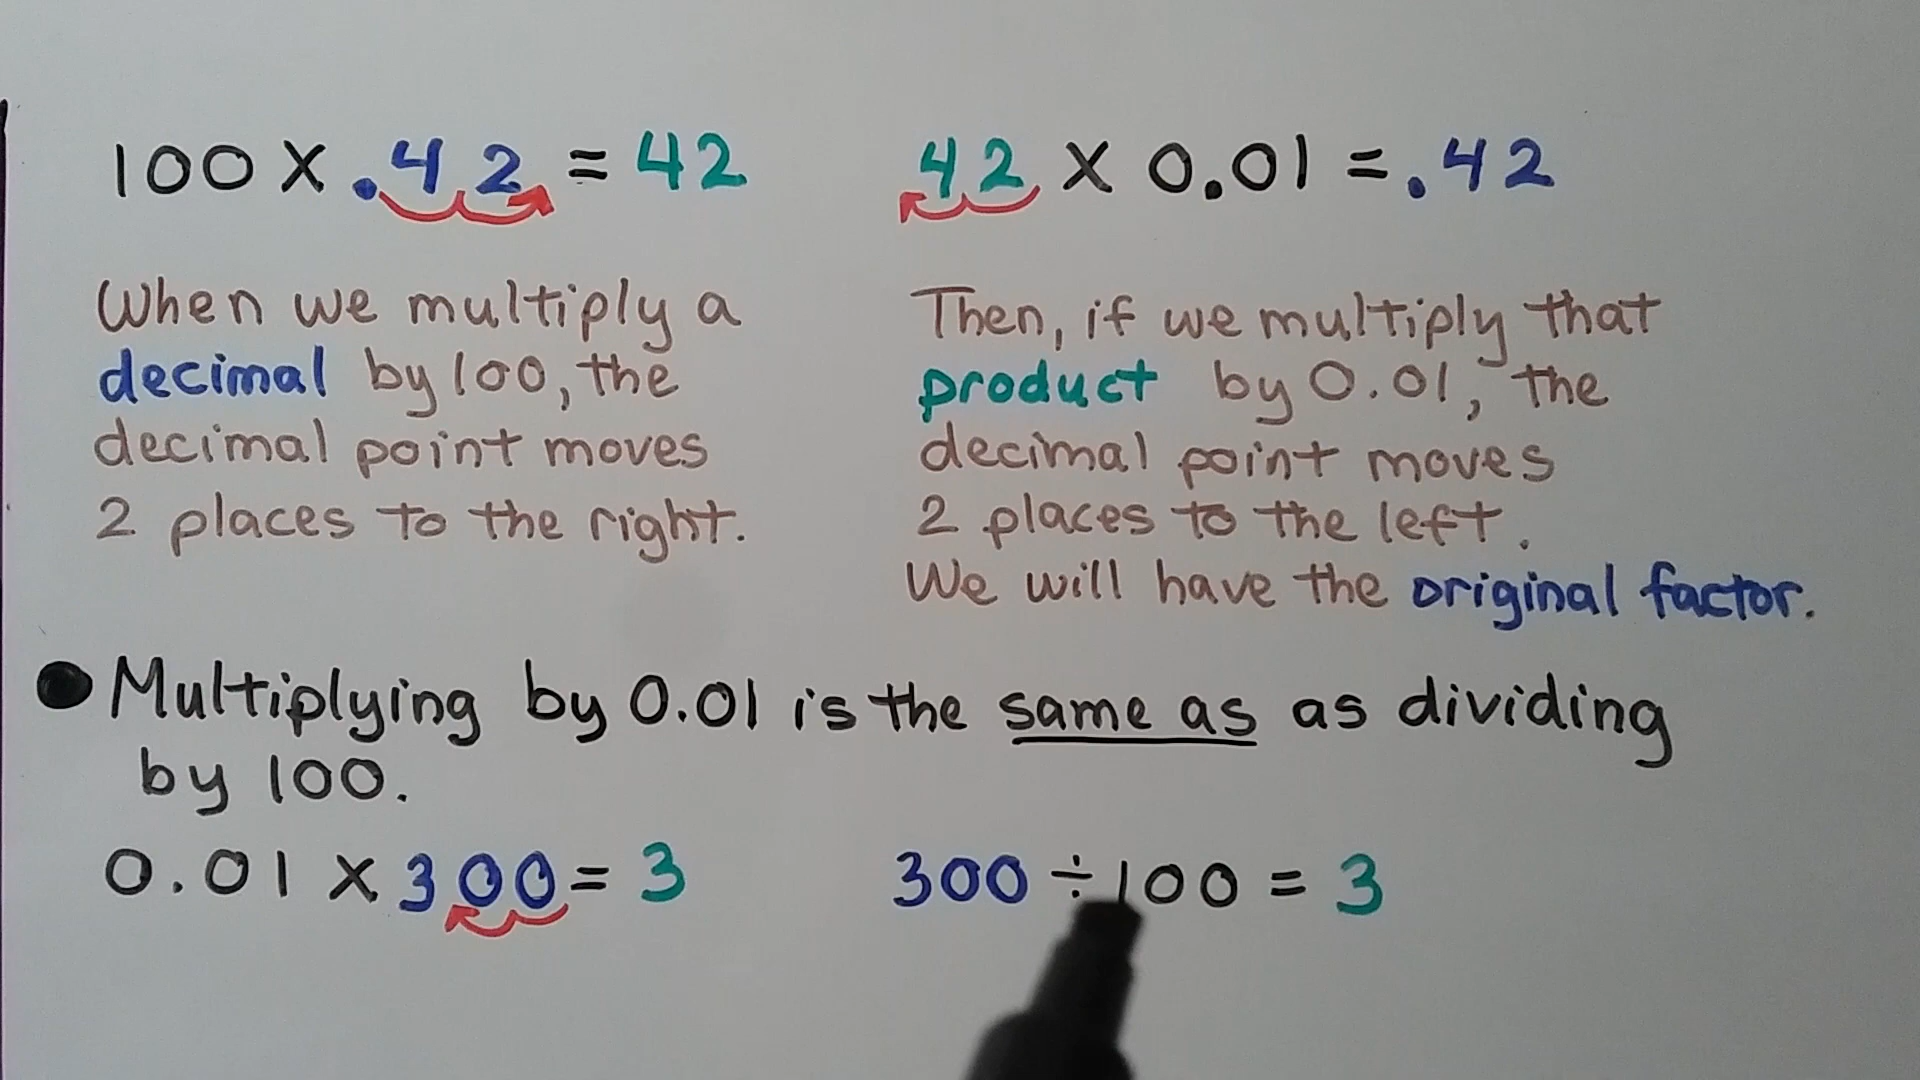 100 X .42 = 42
When we multiply a
decimal by 100, the
decimal point moves
2 places to the right.
42 X 0.01 = .42
Then, if we multiply that
product by 0.01, the
decimal point moves
2 places to the left.
We will have the original factor.
● Multiplying by 0.01 is the same as as dividing
by 100.
0.01 X 300 = 3
300 ÷ 100 = 3